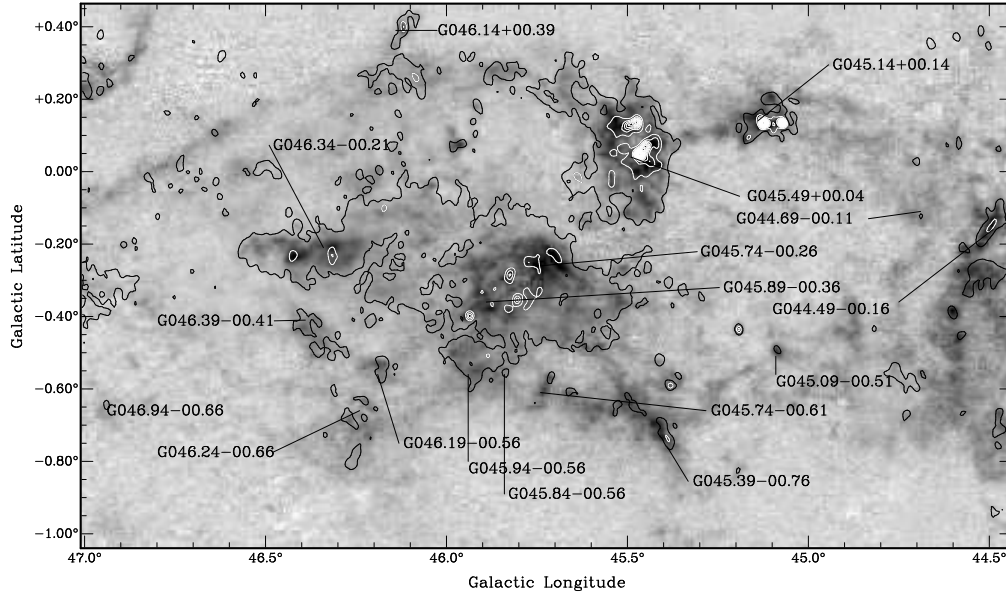 +0.40°
G046.14+00.39
G045.14+00.14
+0.20°
G046.34−00.21
0.00°
G045.49+00.04
G044.69−00.11
−0.20°
G045.74−00.26
G045.89−00.36
G044.49−00.16
−0.40°
G046.39−00.41
G045.09−00.51
−0.60°
G046.94−00.66
G045.74−00.61
G046.24−00.66
G046.19−00.56
−0.80°
G045.94−00.56
G045.39−00.76
G045.84−00.56
−1.00°
47.0°
46.5°
46.0°
45.5°
45.0°
44.5°
Galactic Longitude
Galactic Latitude